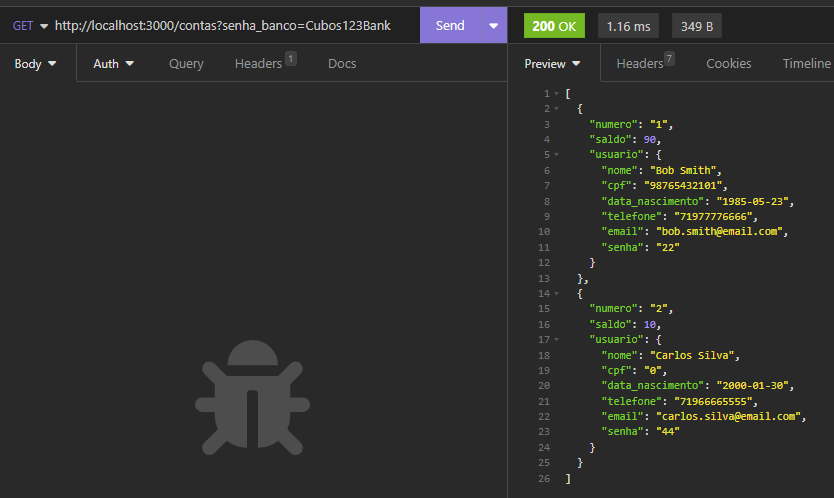 GET http://localhost:3000/contas?senha_banco=Cubos123Bank Send 200 OK 1.16 ms 349 B
Body Auth Query Headers 1 Docs Preview Headers 7 Cookies Timeline
1 [
2 {
3 "numero": "1",
4 "saldo": 90,
5 "usuario": {
6 "nome": "Bob Smith",
7 "cpf": "98765432101",
8 "data_nascimento": "1985-05-23",
9 "telefone": "71977776666",
10 "email": "bob.smith@email.com",
11 "senha": "22"
12 }
13 },
14 {
15 "numero": "2",
16 "saldo": 10,
17 "usuario": {
18 "nome": "Carlos Silva",
19 "cpf": "0",
20 "data_nascimento": "2000-01-30",
21 "telefone": "71966665555",
22 "email": "carlos.silva@email.com",
23 "senha": "44"
24 }
25 }
26 ]